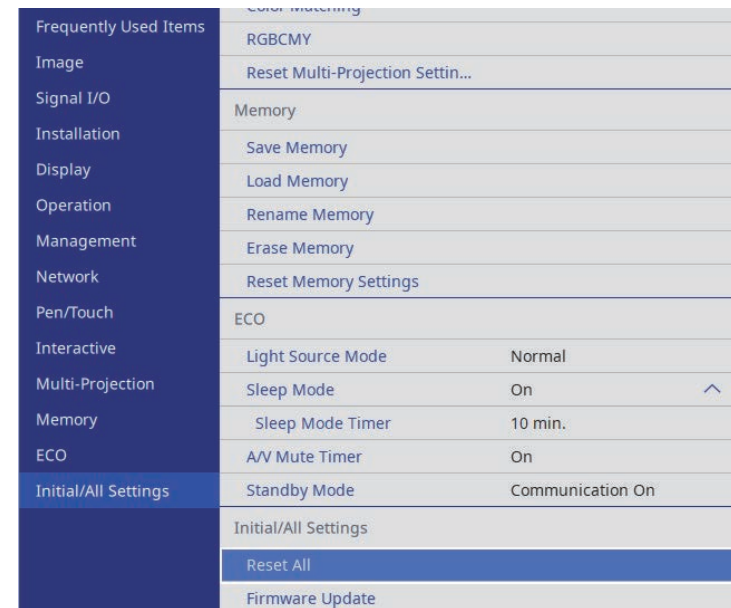 Frequently Used Items
Image
Signal I/O
Installation
Display
Operation
Management
Network
Pen/Touch
Interactive
Multi-Projection
Memory
ECO
Initial/All Settings
Color Matching
RGBCMY
Reset Multi-Projection Settin...
Memory
Save Memory
Load Memory
Rename Memory
Erase Memory
Reset Memory Settings
ECO
Light Source Mode Normal
Sleep Mode On
Sleep Mode Timer 10 min.
A/V Mute Timer On
Standby Mode Communication On
Initial/All Settings
Reset All
Firmware Update